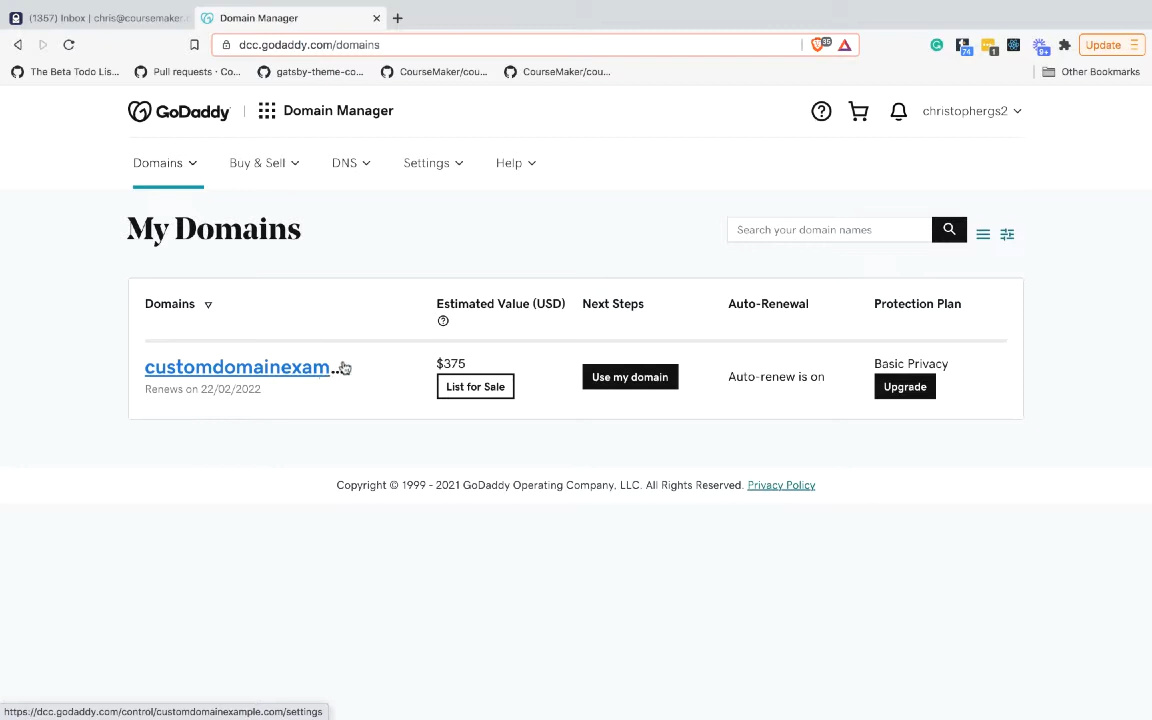 (1357) Inbox | chris@coursemaker.
Domain Manager
dcc.godaddy.com/domains
35
74
1
9+
Update
The Beta Todo Lis...
Pull requests · Co...
gatsby-theme-co...
CourseMaker/cou...
CourseMaker/cou...
Other Bookmarks
GoDaddy
Domain Manager
christophergs2
Domains
Buy & Sell
DNS
Settings
Help
My Domains
Search your domain names
Domains
Estimated Value (USD)
Next Steps
Auto-Renewal
Protection Plan
customdomainexam...
Renews on 22/02/2022
$375
List for Sale
Use my domain
Auto-renew is on
Basic Privacy
Upgrade
Copyright © 1999 - 2021 GoDaddy Operating Company, LLC. All Rights Reserved. Privacy Policy
https://dcc.godaddy.com/control/customdomainexample.com/settings